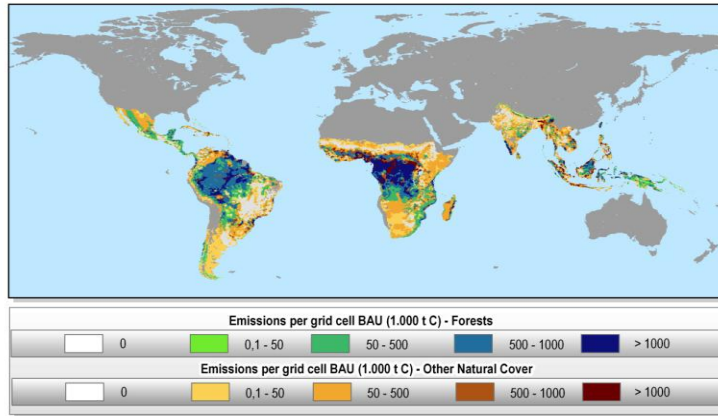 Emissions per grid cell BAU (1.000 t C) - Forests
0 0,1 - 50 50 - 500 500 - 1000 > 1000
Emissions per grid cell BAU (1.000 t C) - Other Natural Cover
0 0,1 - 50 50 - 500 500 - 1000 > 1000